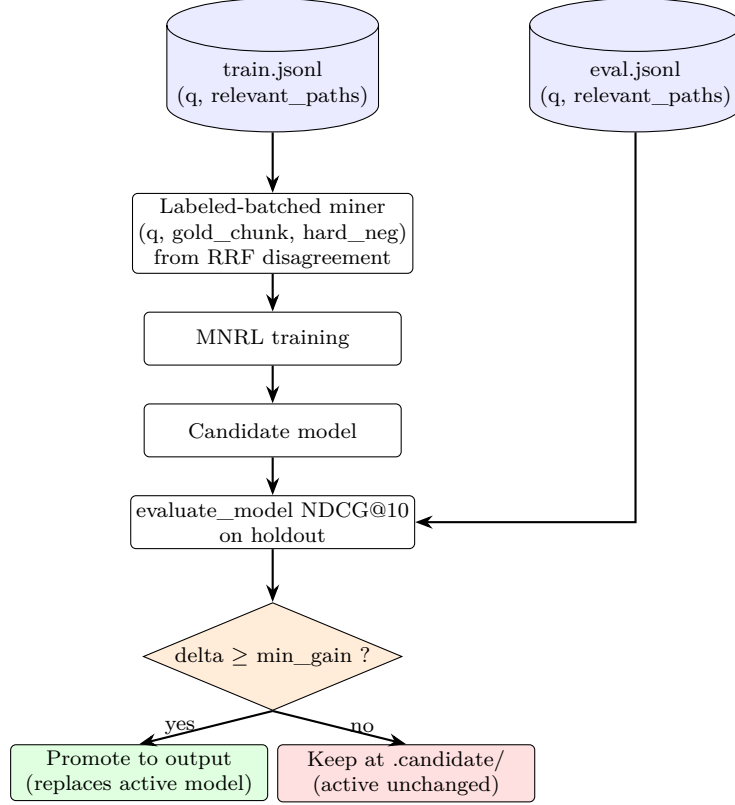 train.jsonl
(q, relevant_paths)
eval.jsonl
(q, relevant_paths)
Labeled-batched miner
(q, gold_chunk, hard_neg)
from RRF disagreement
MNRL training
Candidate model
evaluate_model NDCG@10
on holdout
delta ≥ min_gain ?
yes
no
Promote to output
(replaces active model)
Keep at .candidate/
(active unchanged)